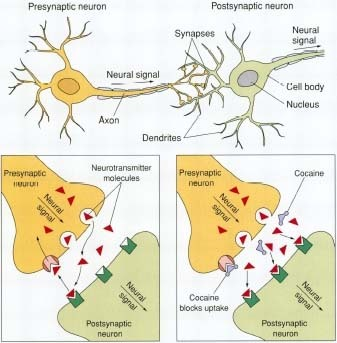 Presynaptic neuron
Postsynaptic neuron
Synapses
Neural
signal
Neural signal
Cell body
Nucleus
Axon
Dendrites
Presynaptic
neuron
Neurotransmitter
molecules
Neural
signal
Neural
signal
Postsynaptic
neuron
Presynaptic
neuron
Cocaine
Neural
signal
Cocaine
blocks uptake
Neural
signal
Postsynaptic
neuron